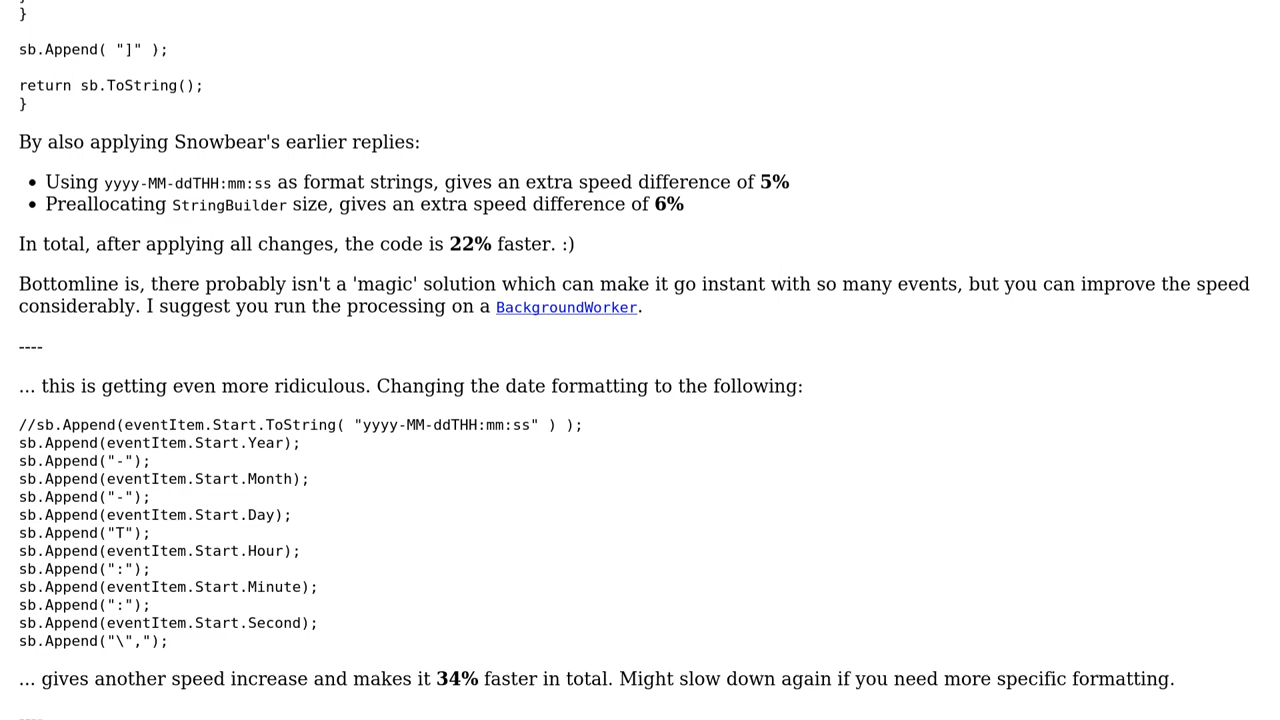 }
sb.Append( "]" );
return sb.ToString();
}
By also applying Snowbear's earlier replies:
• Using yyyy-MM-ddTHH:mm:ss as format strings, gives an extra speed difference of 5%
• Preallocating StringBuilder size, gives an extra speed difference of 6%
In total, after applying all changes, the code is 22% faster. :)
Bottomline is, there probably isn't a 'magic' solution which can make it go instant with so many events, but you can improve the speed
considerably. I suggest you run the processing on a BackgroundWorker.
----
... this is getting even more ridiculous. Changing the date formatting to the following:
//sb.Append(eventItem.Start.ToString( "yyyy-MM-ddTHH:mm:ss" ) );
sb.Append(eventItem.Start.Year);
sb.Append("-");
sb.Append(eventItem.Start.Month);
sb.Append("-");
sb.Append(eventItem.Start.Day);
sb.Append("T");
sb.Append(eventItem.Start.Hour);
sb.Append(":");
sb.Append(eventItem.Start.Minute);
sb.Append(":");
sb.Append(eventItem.Start.Second);
sb.Append("\",");
... gives another speed increase and makes it 34% faster in total. Might slow down again if you need more specific formatting.
----